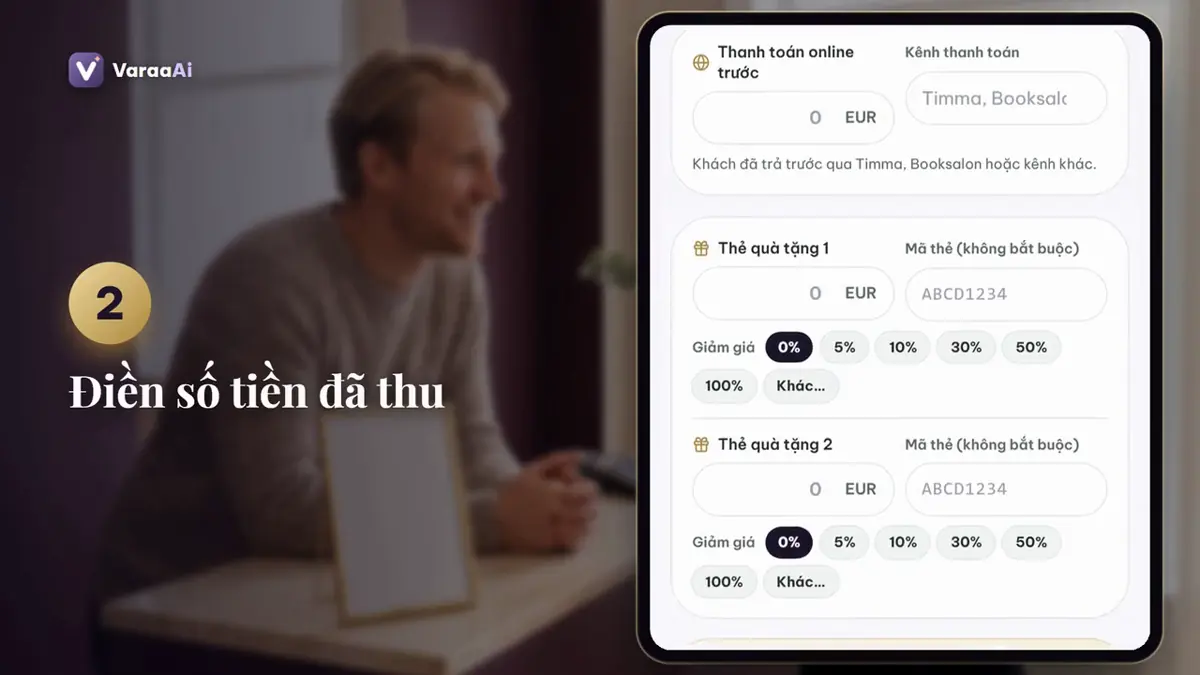 VaraaAi
2
Điền số tiền đã thu
Thanh toán online
trước
Kênh thanh toán
0 EUR
Timma, Booksalo
Khách đã trả trước qua Timma, Booksalon hoặc kênh khác.
Thẻ quà tặng 1
Mã thẻ (không bắt buộc)
0 EUR
ABCD1234
Giảm giá 0% 5% 10% 30% 50%
100% Khác...
Thẻ quà tặng 2
Mã thẻ (không bắt buộc)
0 EUR
ABCD1234
Giảm giá 0% 5% 10% 30% 50%
100% Khác...